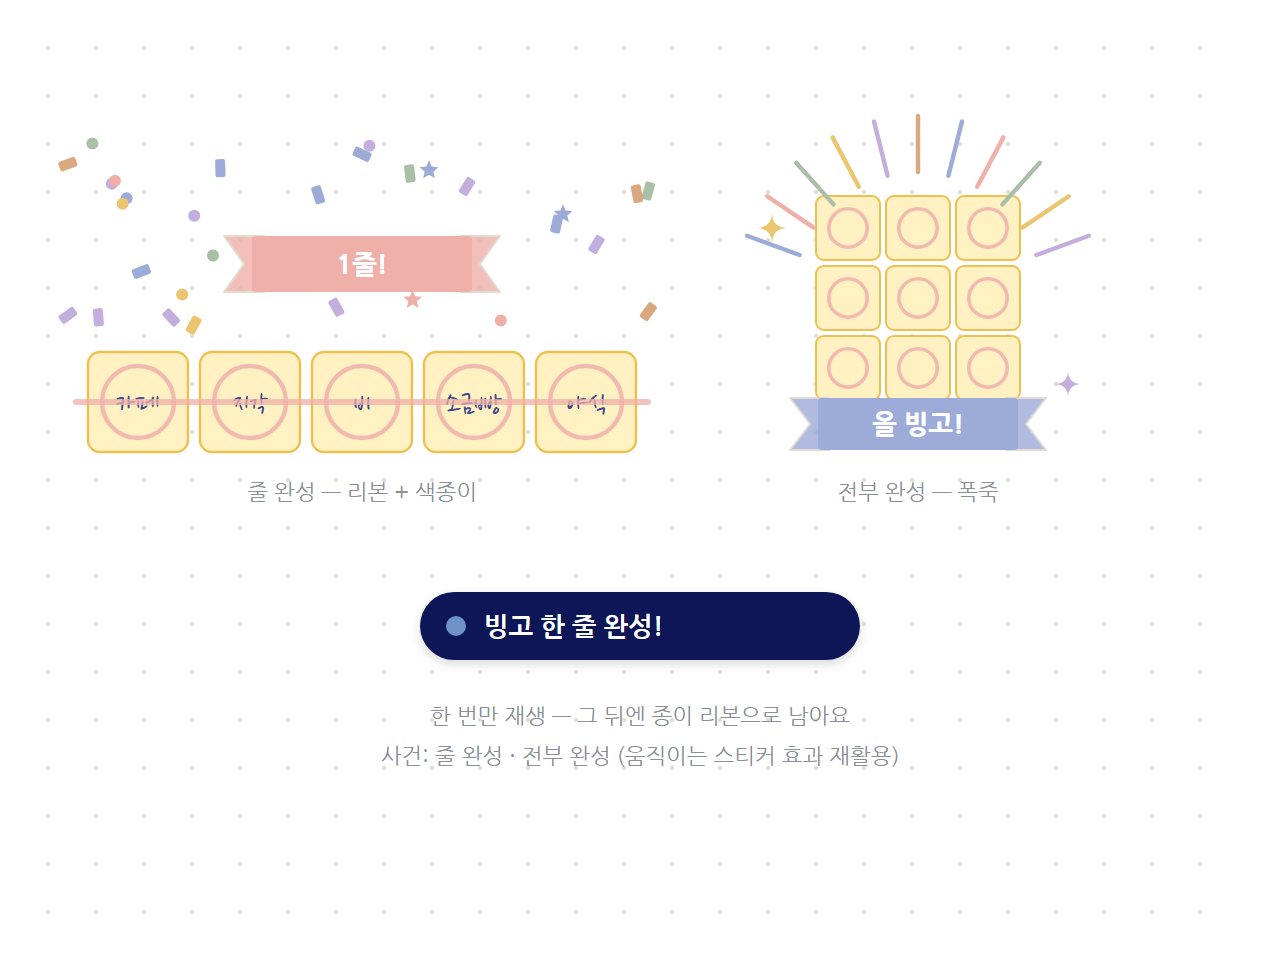 1줄!
카페 지각 비 소금빵 야식
줄 완성 — 리본 + 색종이
올 빙고!
전부 완성 — 폭죽
빙고 한 줄 완성!
한 번만 재생 — 그 뒤엔 종이 리본으로 남아요
사건: 줄 완성 · 전부 완성 (움직이는 스티커 효과 재활용)